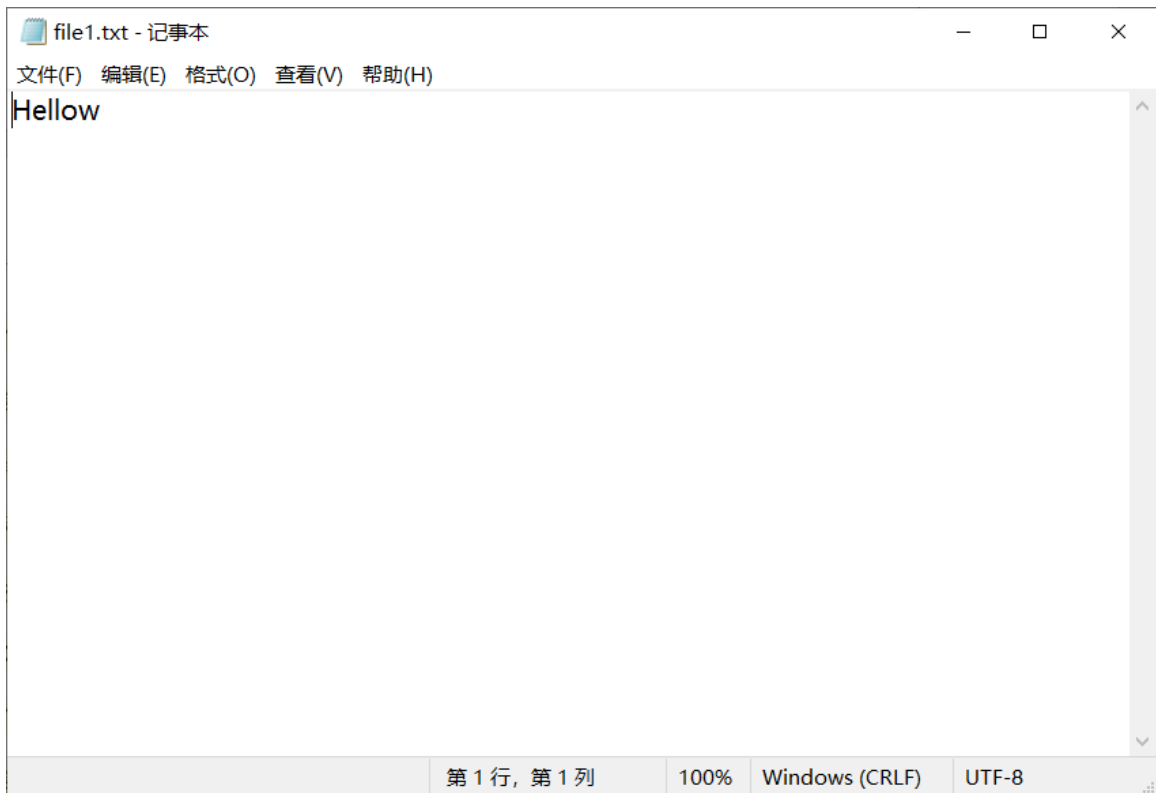 file1.txt - 记事本
文件(F) 编辑(E) 格式(O) 查看(V) 帮助(H)
Hellow
第 1 行，第 1 列 100% Windows (CRLF) UTF-8